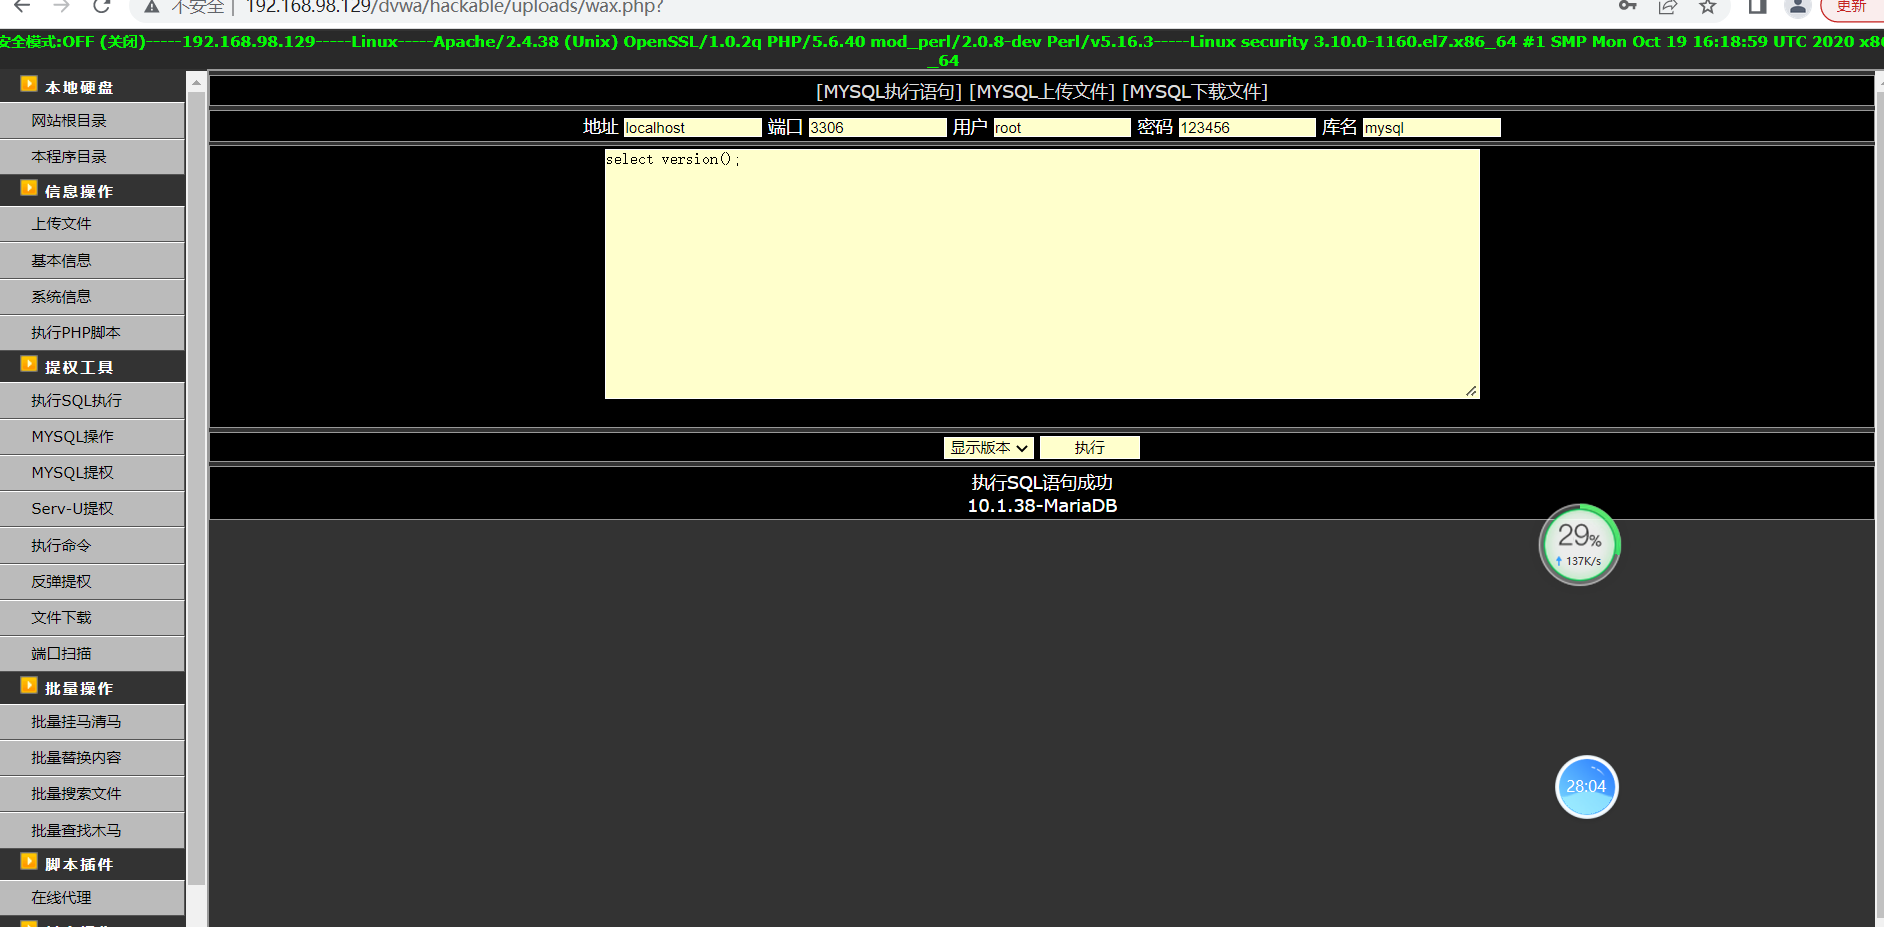 不安全 | 192.168.98.129/dvwa/hackable/uploads/wax.php?
更新
安全模式:OFF (关闭)-----192.168.98.129-----Linux-----Apache/2.4.38 (Unix) OpenSSL/1.0.2q PHP/5.6.40 mod_perl/2.0.8-dev Perl/v5.16.3-----Linux security 3.10.0-1160.el7.x86_64 #1 SMP Mon Oct 19 16:18:59 UTC 2020 x86
_64
本地硬盘
网站根目录
本程序目录
信息操作
上传文件
基本信息
系统信息
执行PHP脚本
提权工具
执行SQL执行
MYSQL操作
MYSQL提权
Serv-U提权
执行命令
反弹提权
文件下载
端口扫描
批量操作
批量挂马清马
批量替换内容
批量搜索文件
批量查找木马
脚本插件
在线代理
[MYSQL执行语句] [MYSQL上传文件] [MYSQL下载文件]
地址 localhost 端口 3306 用户 root 密码 123456 库名 mysql
select version();
显示版本 执行
执行SQL语句成功
10.1.38-MariaDB
29%
137K/s
28:04